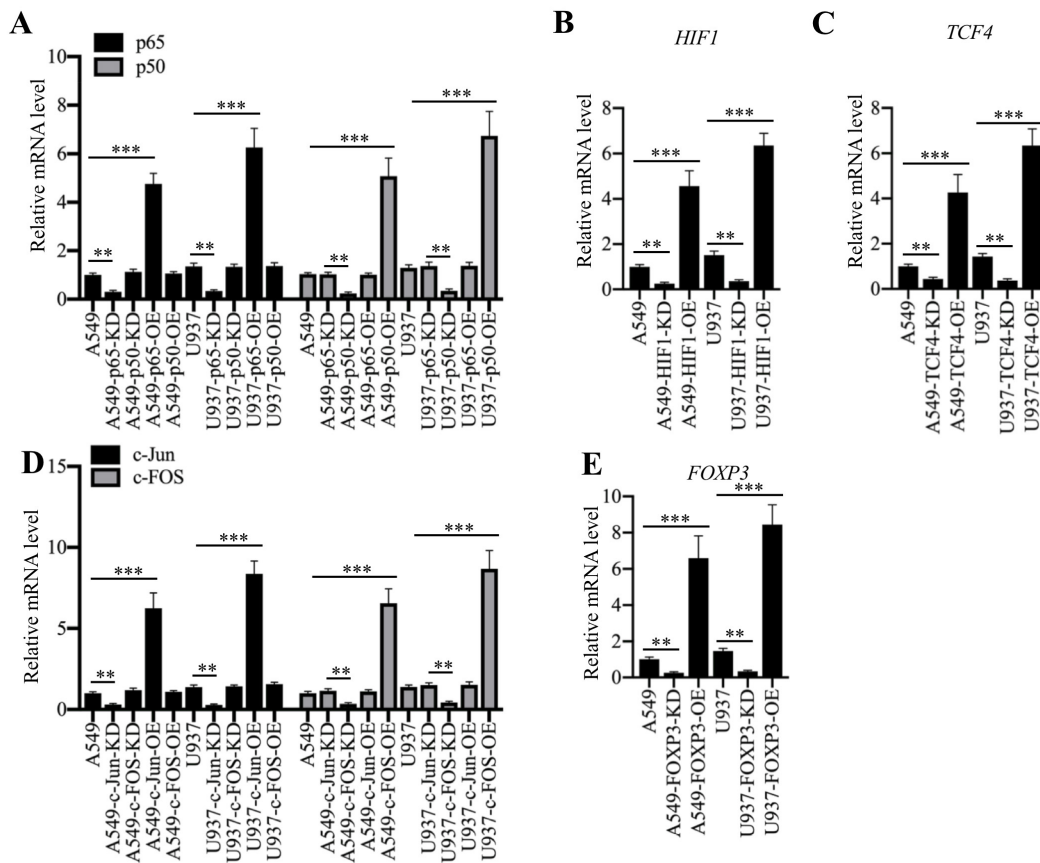 A
p65
p50
Relative mRNA level
10
8
6
4
2
0
***
***
***
***
**
**
**
**
A549
A549-p65-KD
A549-p50-KD
A549-p65-OE
A549-p50-OE
U937
U937-p65-KD
U937-p50-KD
U937-p65-OE
U937-p50-OE
A549
A549-p65-KD
A549-p50-KD
A549-p65-OE
A549-p50-OE
U937
U937-p65-KD
U937-p50-KD
U937-p65-OE
U937-p50-OE
B
HIF1
Relative mRNA level
8
6
4
2
0
***
***
**
**
A549
A549-HIF1-KD
A549-HIF1-OE
U937
U937-HIF1-KD
U937-HIF1-OE
C
TCF4
Relative mRNA level
8
6
4
2
0
***
***
**
**
A549
A549-TCF4-KD
A549-TCF4-OE
U937
U937-TCF4-KD
U937-TCF4-OE
D
c-Jun
c-FOS
Relative mRNA level
15
10
5
0
***
***
***
***
**
**
**
**
A549
A549-c-Jun-KD
A549-c-FOS-KD
A549-c-Jun-OE
A549-c-FOS-OE
U937
U937-c-Jun-KD
U937-c-FOS-KD
U937-c-Jun-OE
U937-c-FOS-OE
A549
A549-c-Jun-KD
A549-c-FOS-KD
A549-c-Jun-OE
A549-c-FOS-OE
U937
U937-c-Jun-KD
U937-c-FOS-KD
U937-c-Jun-OE
U937-c-FOS-OE
E
FOXP3
Relative mRNA level
10
8
6
4
2
0
***
***
**
**
A549
A549-FOXP3-KD
A549-FOXP3-OE
U937
U937-FOXP3-KD
U937-FOXP3-OE